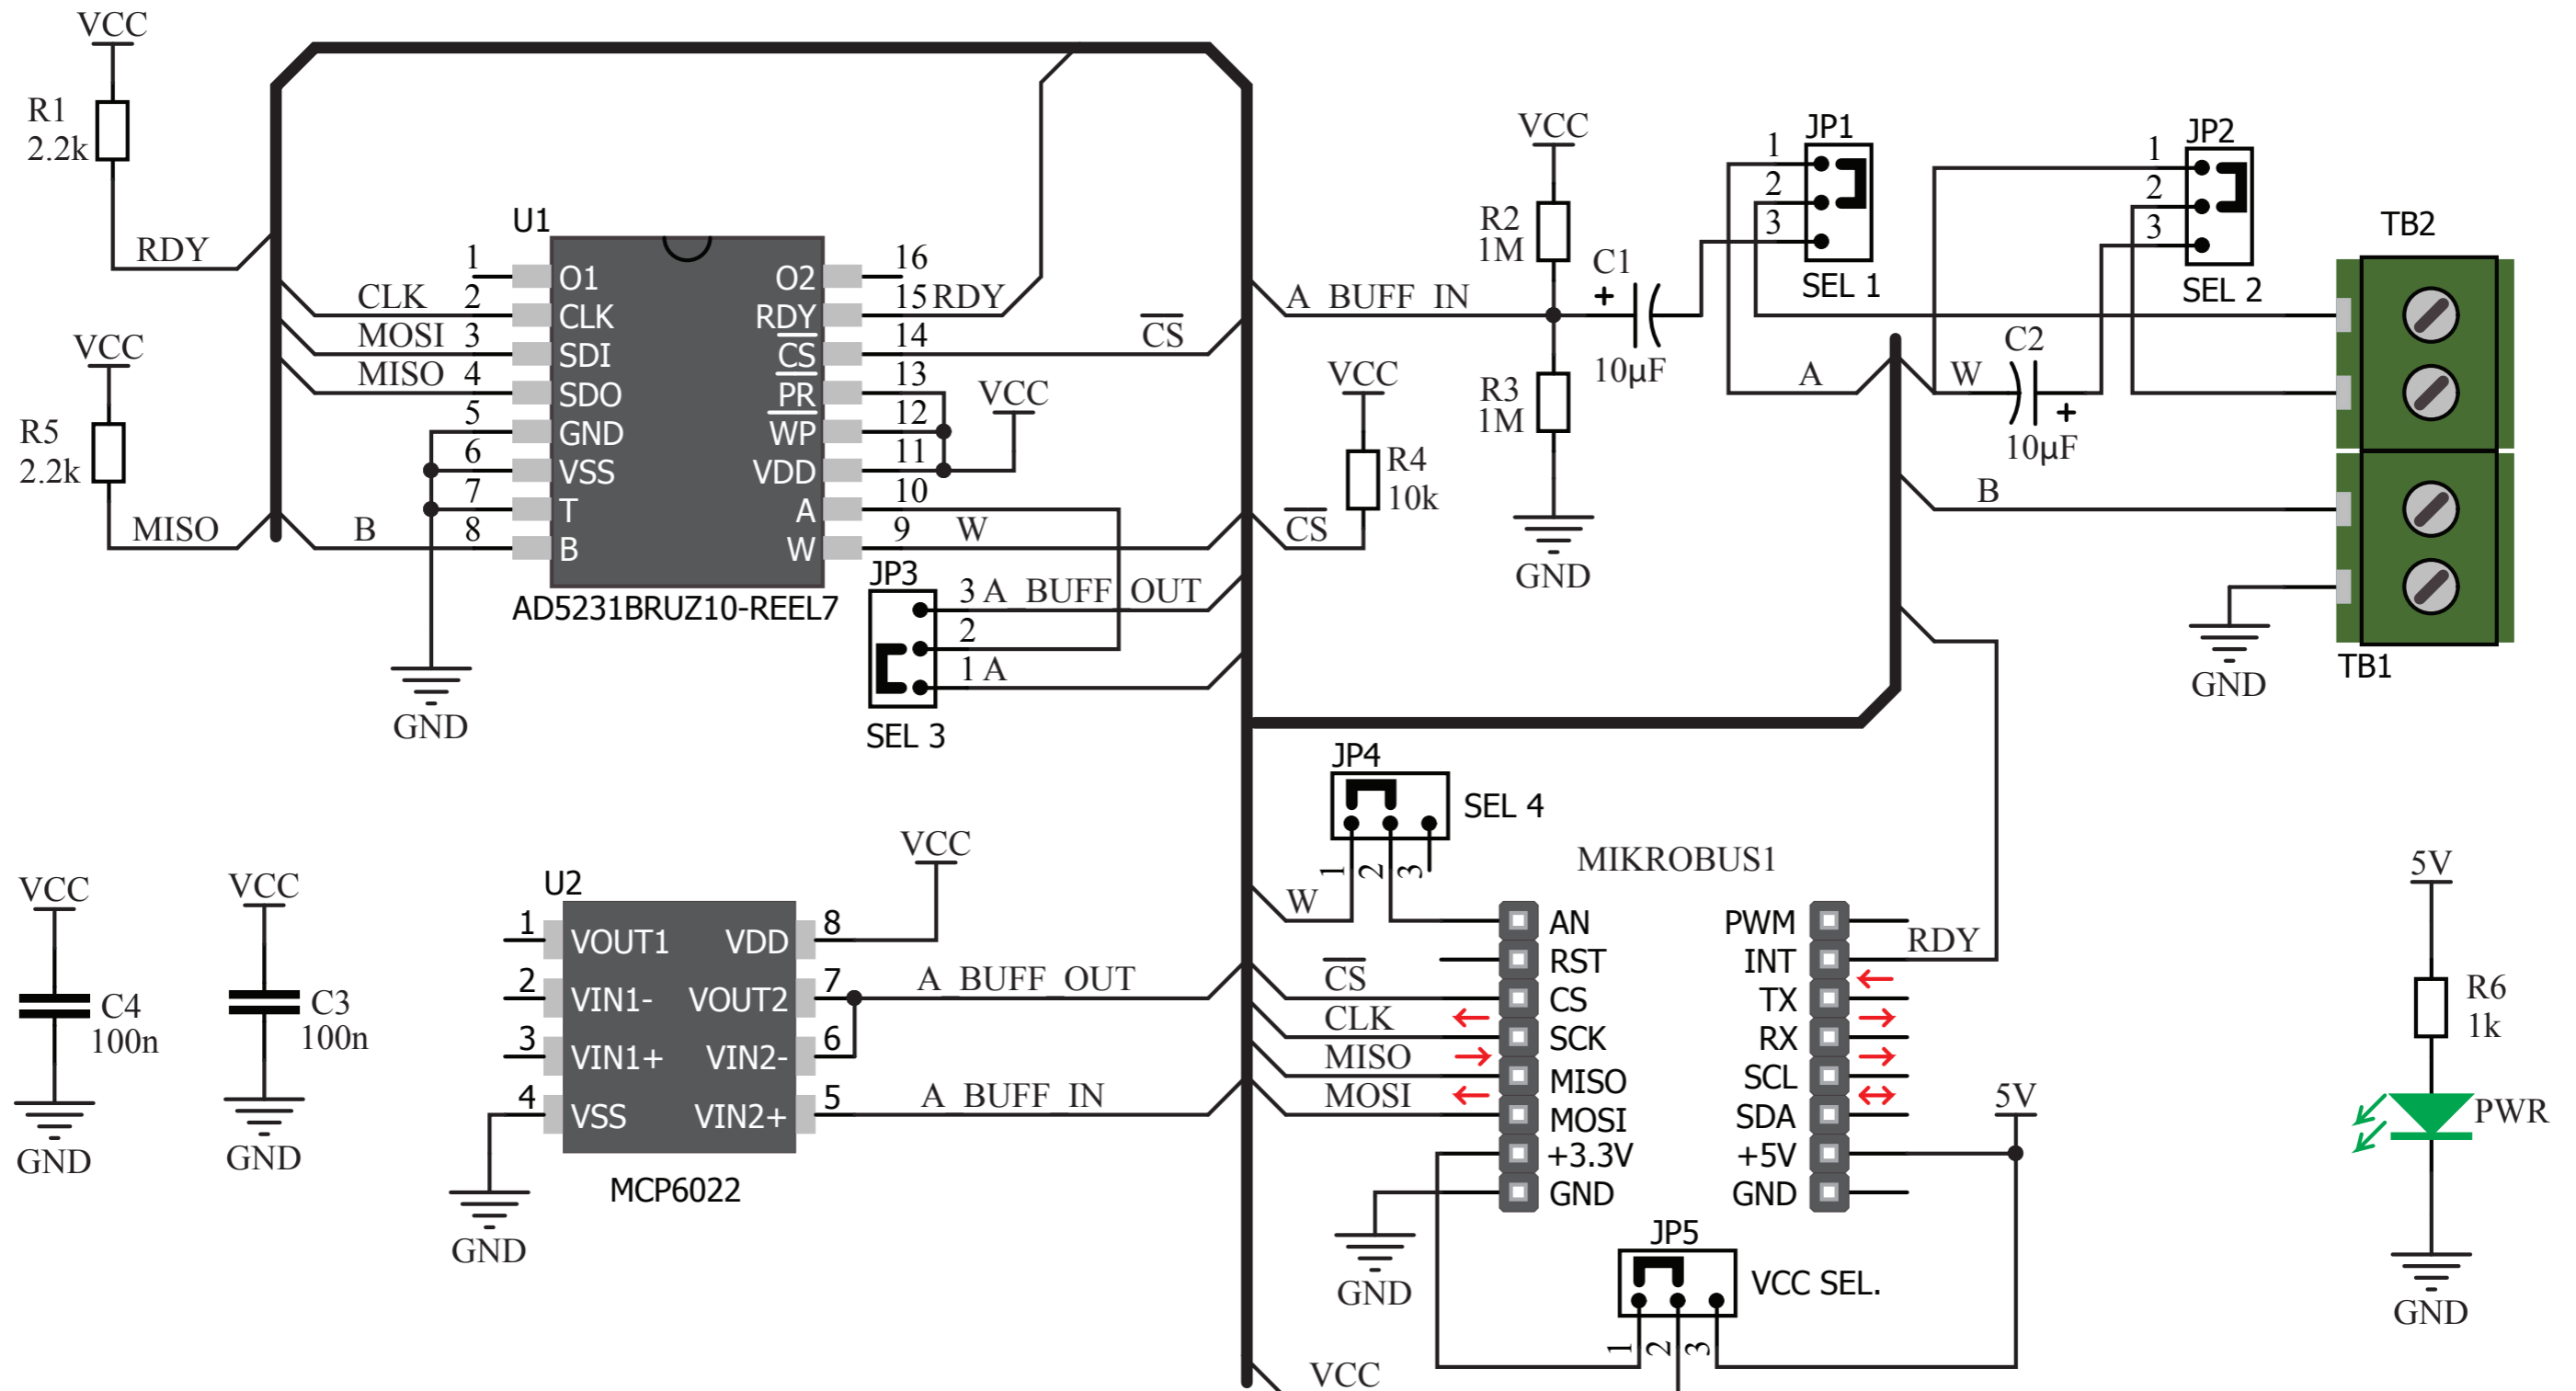 VCC
R1
2.2k
RDY
VCC
R5
2.2k
MISO
U1
1 O1 O2 16
CLK 2 CLK RDY 15 RDY
MOSI 3 SDI CS 14 CS
MISO 4 SDO PR 13
5 GND WP 12
6 VSS VDD 11
7 T A 10
B 8 B W 9 W
VCC
AD5231BRUZ10-REEL7
GND
JP3
3 A_BUFF_OUT
2
1 A
SEL 3
VCC
R2
1M
A_BUFF_IN
C1
+
10µF
R3
1M
GND
VCC
R4
10k
CS
JP1
1
2
3
SEL 1
JP2
1
2
3
SEL 2
A
W
C2
+
10µF
B
TB2
TB1
GND
VCC
C4
100n
GND
VCC
C3
100n
GND
U2
VCC
1 VOUT1 VDD 8
2 VIN1- VOUT2 7 A_BUFF_OUT
3 VIN1+ VIN2- 6
4 VSS VIN2+ 5 A_BUFF_IN
MCP6022
GND
JP4
SEL 4
1 2 3
W
MIKROBUS1
AN PWM
RST INT RDY
CS CS TX
CLK SCK RX
MISO MISO SCL
MOSI MOSI SDA
+3.3V +5V
GND GND
5V
GND
JP5
VCC SEL.
1 2 3
VCC
5V
R6
1k
PWR
GND